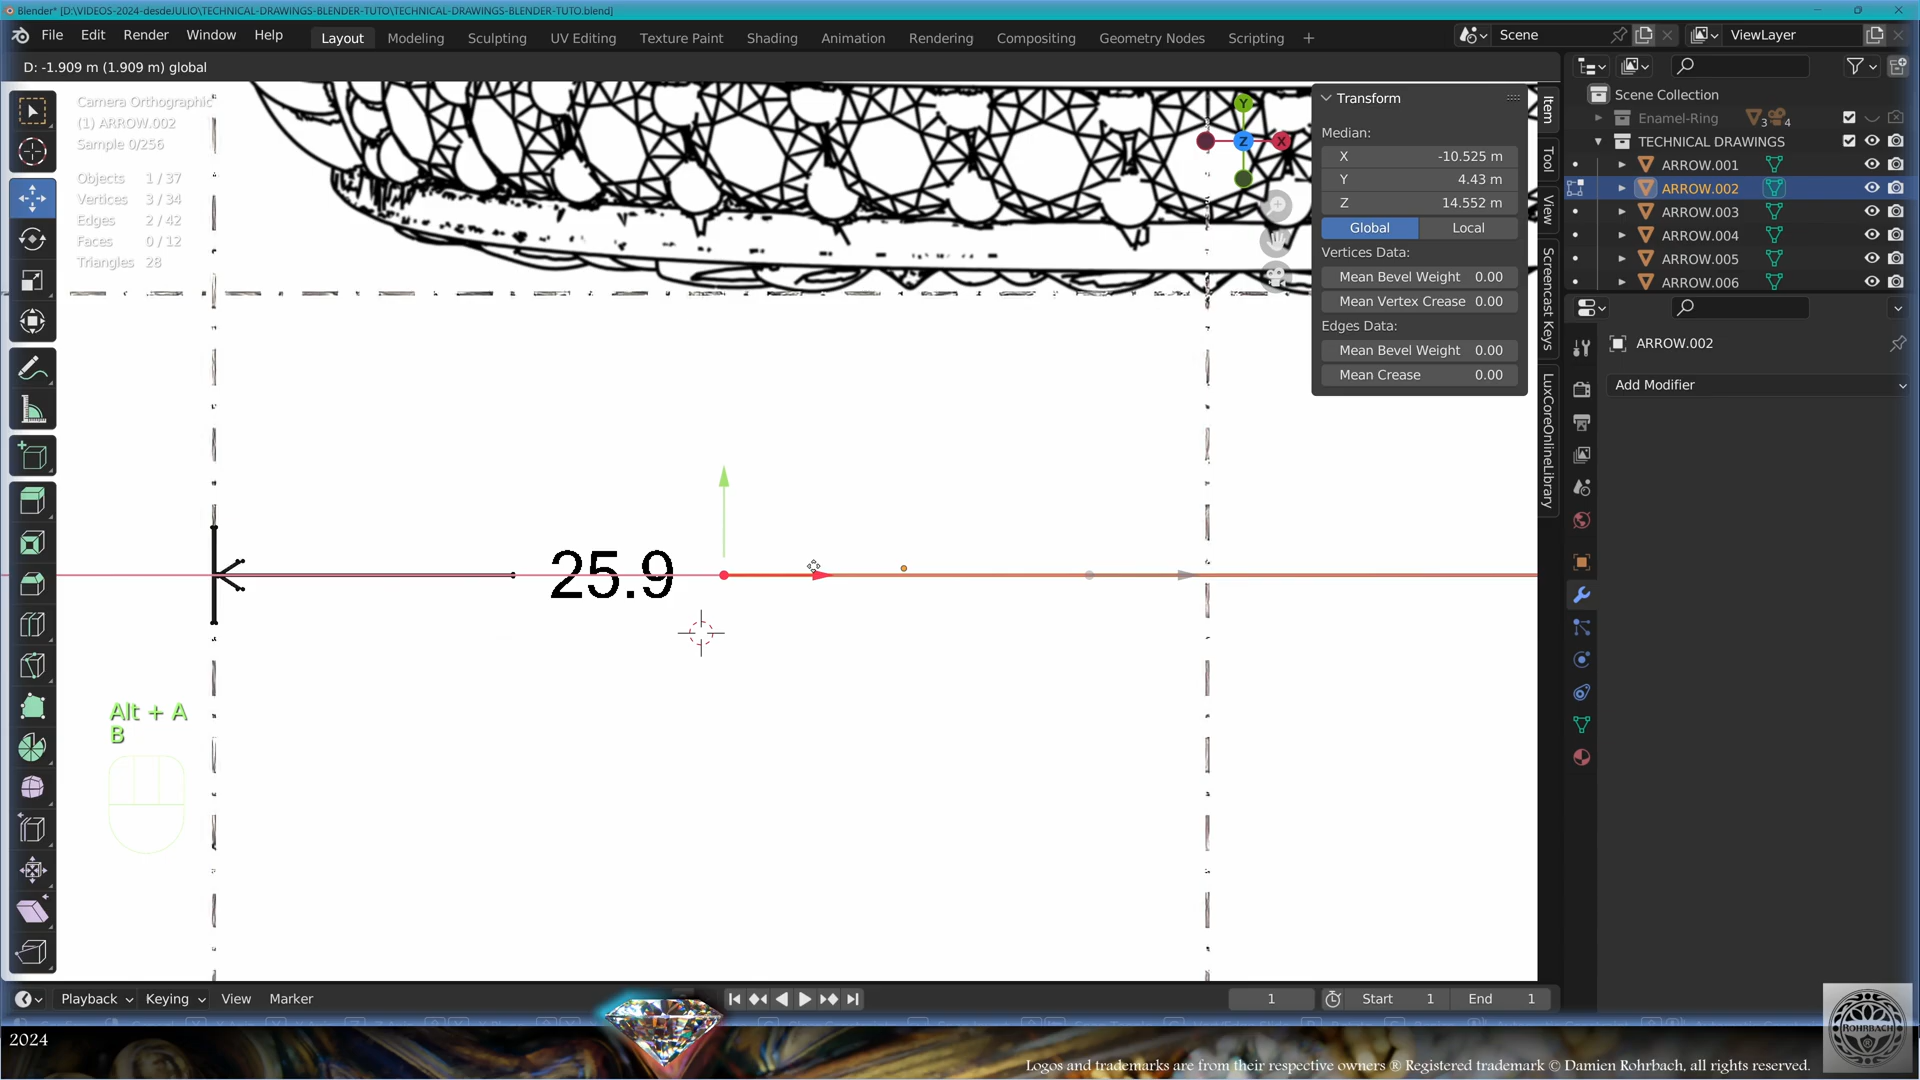 Blender* [D:\VIDEOS-2024-desdeJULIO\TECHNICAL-DRAWINGS-BLENDER-TUTO\TECHNICAL-DRAWINGS-BLENDER-TUTO.blend]
File Edit Render Window Help
Layout Modeling Sculpting UV Editing Texture Paint Shading Animation Rendering Compositing Geometry Nodes Scripting +
Scene ViewLayer
D: -1.909 m (1.909 m) global
Camera Orthographic
(1) ARROW.002
Sample 0/256
Objects 1 / 37
Vertices 3 / 34
Edges 2 / 42
Faces 0 / 12
Triangles 28
Y
Z
X
Transform
Median:
X -10.525 m
Y 4.43 m
Z 14.552 m
Global Local
Vertices Data:
Mean Bevel Weight 0.00
Mean Vertex Crease 0.00
Edges Data:
Mean Bevel Weight 0.00
Mean Crease 0.00
Item
Tool
View
Screencast Keys
LuxCoreOnlineLibrary
Scene Collection
Enamel-Ring 3 4
TECHNICAL DRAWINGS
ARROW.001
ARROW.002
ARROW.003
ARROW.004
ARROW.005
ARROW.006
ARROW.002
Add Modifier
25.9
Alt + A
B
Playback Keying View Marker
1 Start 1 End 1
2024
ROHRBACH
®
Logos and trademarks are from their respective owners ® Registered trademark © Damien Rohrbach, all rights reserved.